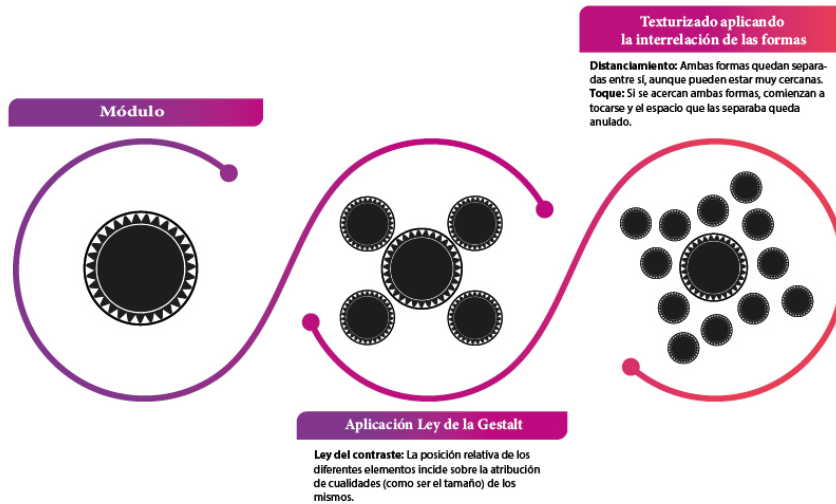 Módulo
Aplicación Ley de la Gestalt
Ley del contraste: La posición relativa de los
diferentes elementos incide sobre la atribución
de cualidades (como ser el tamaño) de los
mismos.
Texturizado aplicando
la interrelación de las formas
Distanciamiento: Ambas formas quedan separa-
das entre sí, aunque pueden estar muy cercanas.
Toque: Si se acercan ambas formas, comienzan a
tocarse y el espacio que las separaba queda
anulado.